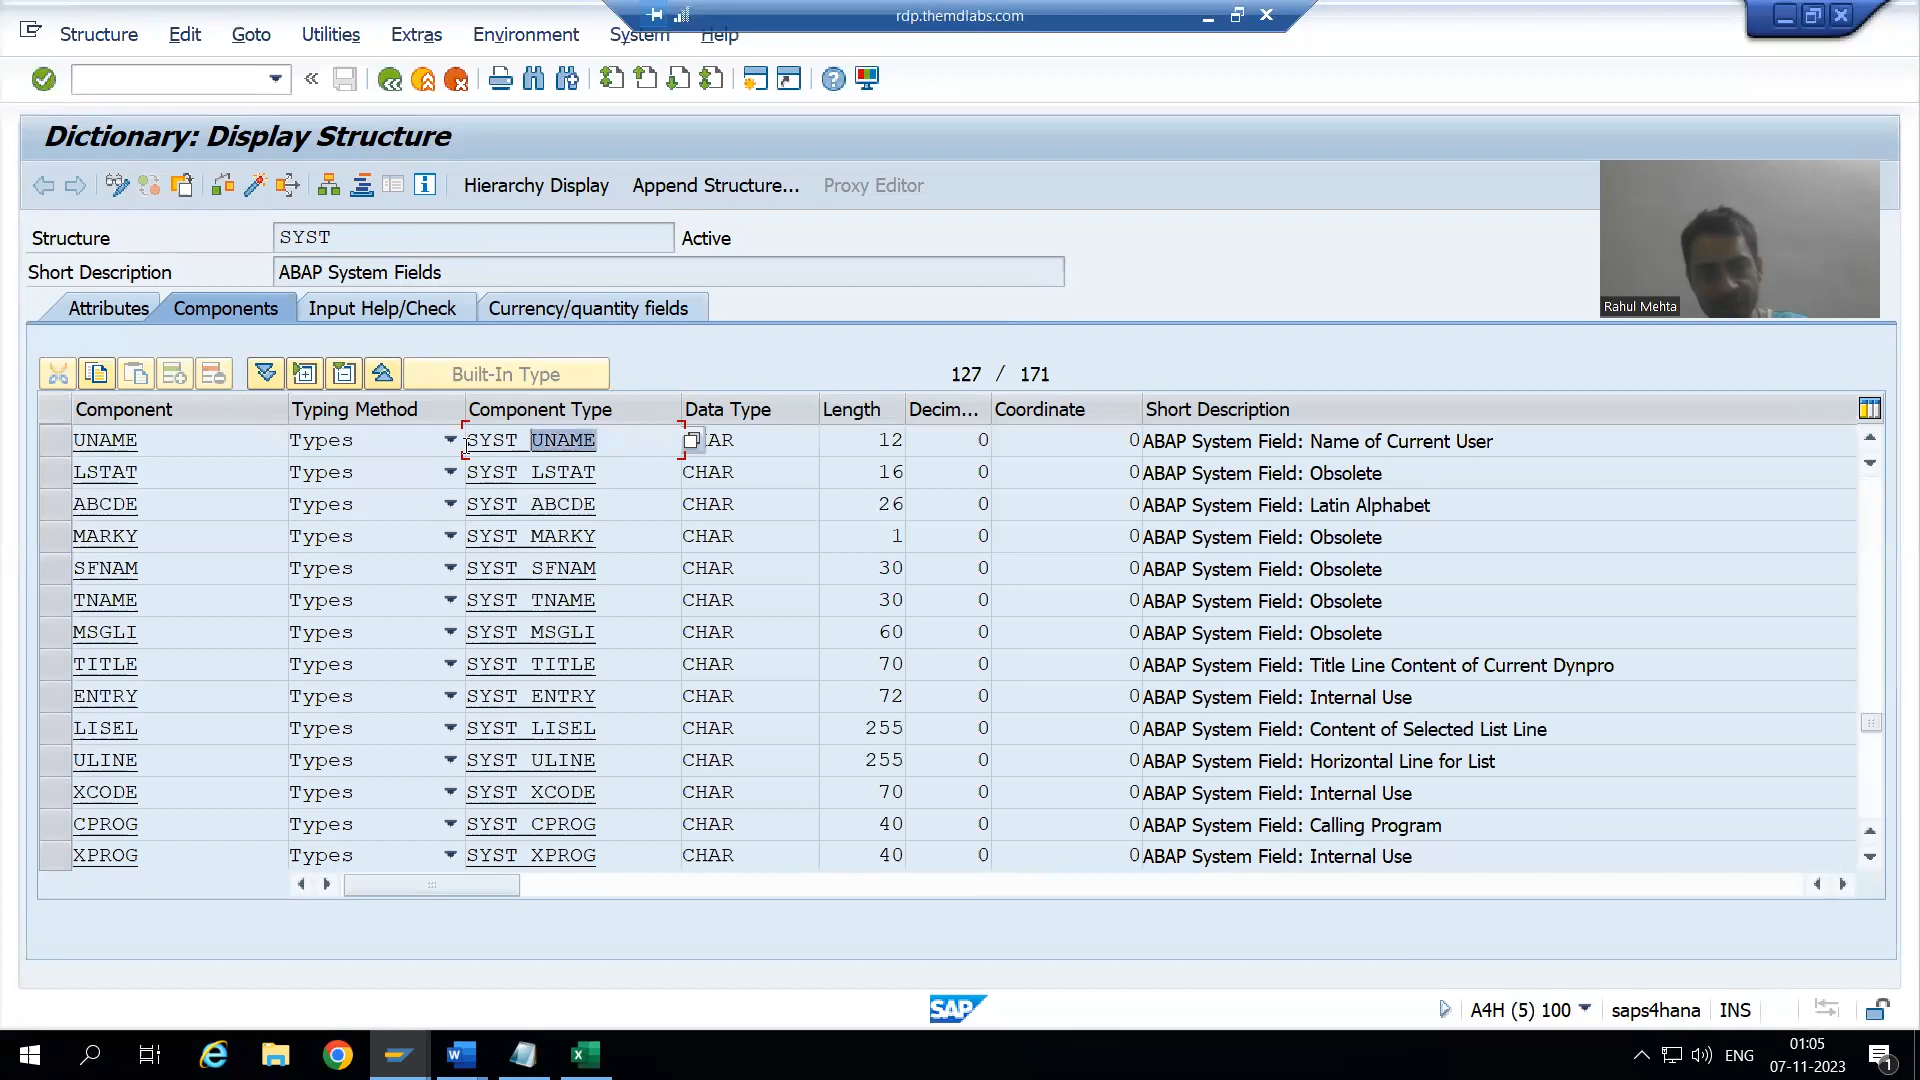 rdp.themdlabs.com
Structure Edit Goto Utilities Extras Environment System Help
Dictionary: Display Structure
Hierarchy Display Append Structure... Proxy Editor
Structure SYST Active
Short Description ABAP System Fields
Rahul Mehta
Attributes Components Input Help/Check Currency/quantity fields
Built-In Type 127 / 171
Component Typing Method Component Type Data Type Length Decim... Coordinate Short Description
UNAME Types SYST_UNAME AR 12 0 0 ABAP System Field: Name of Current User
LSTAT Types SYST_LSTAT CHAR 16 0 0 ABAP System Field: Obsolete
ABCDE Types SYST_ABCDE CHAR 26 0 0 ABAP System Field: Latin Alphabet
MARKY Types SYST_MARKY CHAR 1 0 0 ABAP System Field: Obsolete
SFNAM Types SYST_SFNAM CHAR 30 0 0 ABAP System Field: Obsolete
TNAME Types SYST_TNAME CHAR 30 0 0 ABAP System Field: Obsolete
MSGLI Types SYST_MSGLI CHAR 60 0 0 ABAP System Field: Obsolete
TITLE Types SYST_TITLE CHAR 70 0 0 ABAP System Field: Title Line Content of Current Dynpro
ENTRY Types SYST_ENTRY CHAR 72 0 0 ABAP System Field: Internal Use
LISEL Types SYST_LISEL CHAR 255 0 0 ABAP System Field: Content of Selected List Line
ULINE Types SYST_ULINE CHAR 255 0 0 ABAP System Field: Horizontal Line for List
XCODE Types SYST_XCODE CHAR 70 0 0 ABAP System Field: Internal Use
CPROG Types SYST_CPROG CHAR 40 0 0 ABAP System Field: Calling Program
XPROG Types SYST_XPROG CHAR 40 0 0 ABAP System Field: Internal Use
SAP A4H (5) 100 saps4hana INS
ENG 01:05
07-11-2023 1